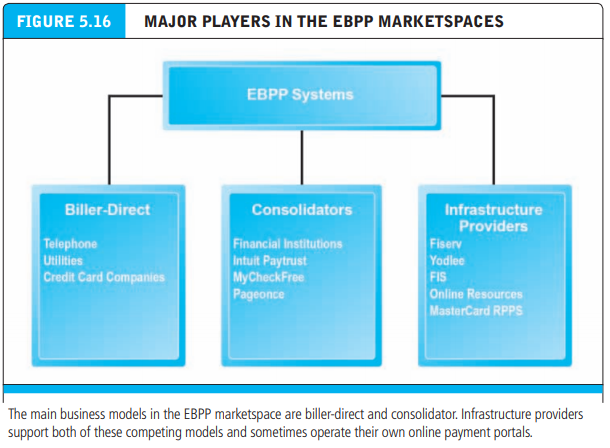 FIGURE 5.16 MAJOR PLAYERS IN THE EBPP MARKETSPACES
EBPP Systems
Biller-Direct
Telephone
Utilities
Credit Card Companies
Consolidators
Financial Institutions
Intuit Paytrust
MyCheckFree
Pageonce
Infrastructure
Providers
Fiserv
Yodlee
FIS
Online Resources
MasterCard RPPS
The main business models in the EBPP marketspace are biller-direct and consolidator. Infrastructure providers
support both of these competing models and sometimes operate their own online payment portals.